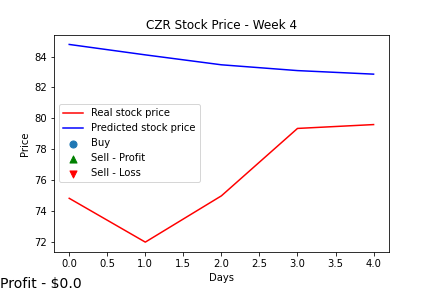 CZR Stock Price - Week 4
Price
84
82
80
78
76
74
72
Real stock price
Predicted stock price
Buy
Sell - Profit
Sell - Loss
0.0 0.5 1.0 1.5 2.0 2.5 3.0 3.5 4.0
Days
Profit - $0.0